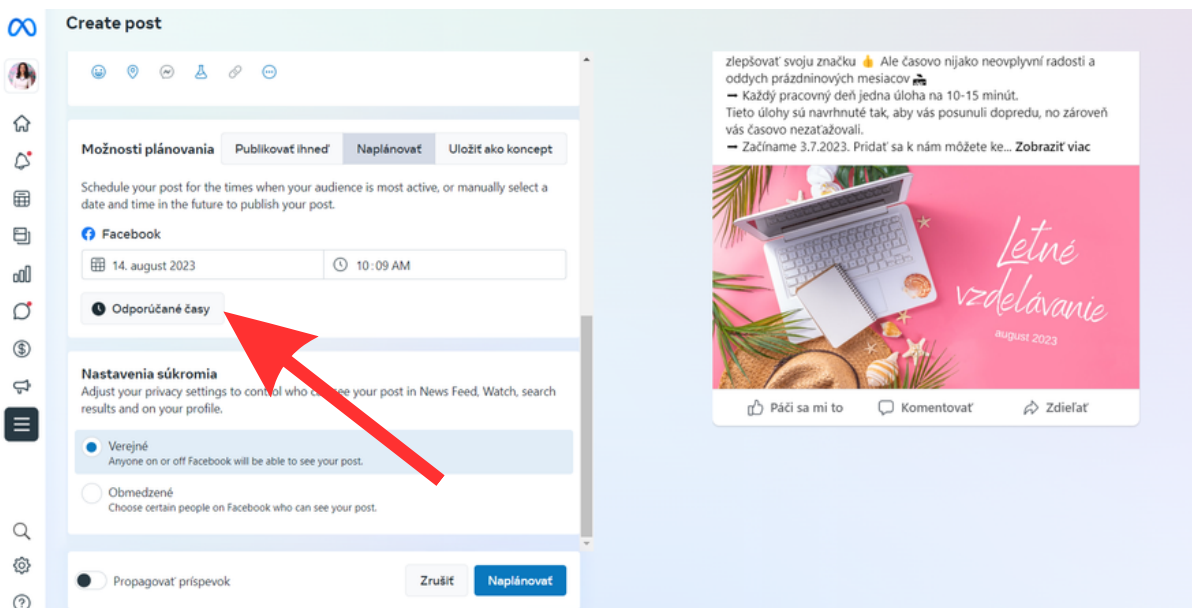 Create post
Možnosti plánovania
Publikovať ihneď
Naplánovať
Uložiť ako koncept
Schedule your post for the times when your audience is most active, or manually select a
date and time in the future to publish your post.
Facebook
14. august 2023
10:09 AM
Odporúčané časy
Nastavenia súkromia
Adjust your privacy settings to control who can see your post in News Feed, Watch, search
results and on your profile.
Verejné
Anyone on or off Facebook will be able to see your post.
Obmedzené
Choose certain people on Facebook who can see your post.
Propagovať príspevok
Zrušiť
Naplánovať
zlepšovať svoju značku 👍 Ale časovo nijako neovplyvní radosti a
oddych prázdninových mesiacov
➞ Každý pracovný deň jedna úloha na 10-15 minút.
Tieto úlohy sú navrhnuté tak, aby vás posunuli dopredu, no zároveň
vás časovo nezaťažovali.
➞ Začíname 3.7.2023. Pridať sa k nám môžete ke... Zobraziť viac
Letné
vzdelávanie
august 2023
Páči sa mi to
Komentovať
Zdieľať